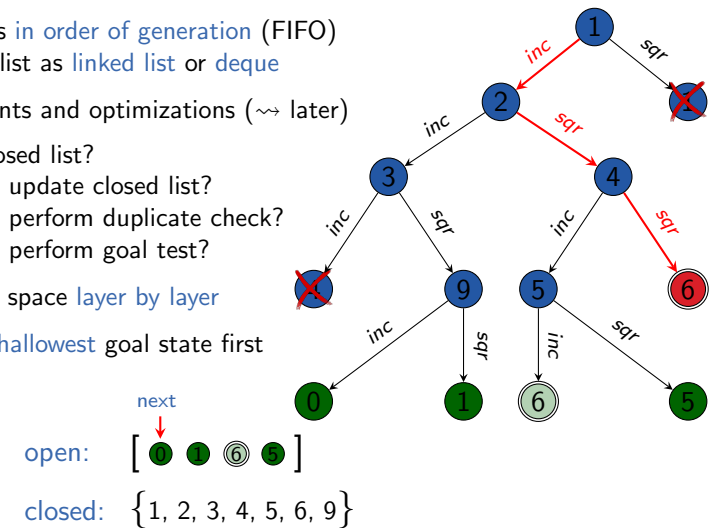 s in order of generation (FIFO)
list as linked list or deque
nts and optimizations (⇝ later)
osed list?
update closed list?
perform duplicate check?
perform goal test?
space layer by layer
hallowest goal state first
1
inc
sqr
2
1
inc
sqr
3
4
inc
sqr
inc
sqr
4
9
5
6
inc
sqr
inc
sqr
0
1
6
5
next
open: [ 0 1 6 5 ]
closed: {1, 2, 3, 4, 5, 6, 9}